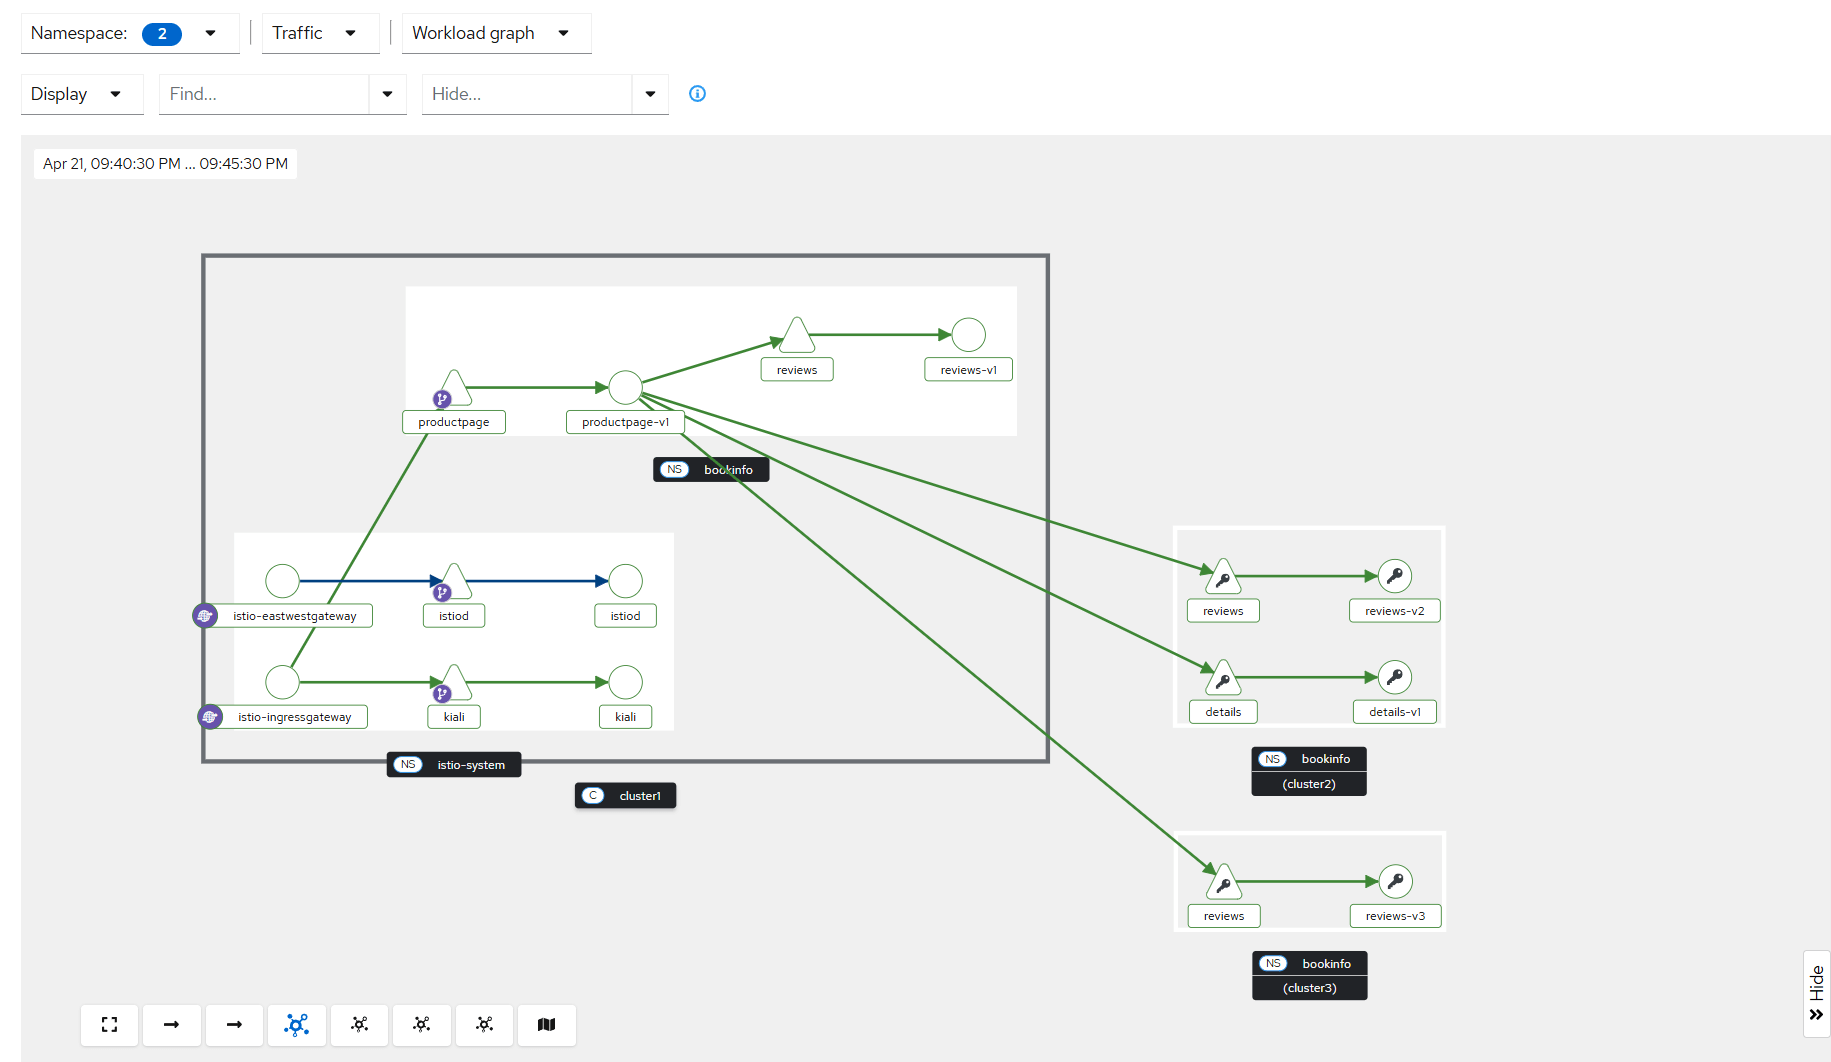 Namespace: 2
Traffic
Workload graph
Display
Find...
Hide...
Apr 21, 09:40:30 PM ... 09:45:30 PM
reviews
reviews-v1
productpage
productpage-v1
NS bookinfo
istio-eastwestgateway
istiod
istiod
istio-ingressgateway
kiali
kiali
NS istio-system
C cluster1
reviews
reviews-v2
details
details-v1
NS bookinfo
(cluster2)
reviews
reviews-v3
NS bookinfo
(cluster3)
Hide